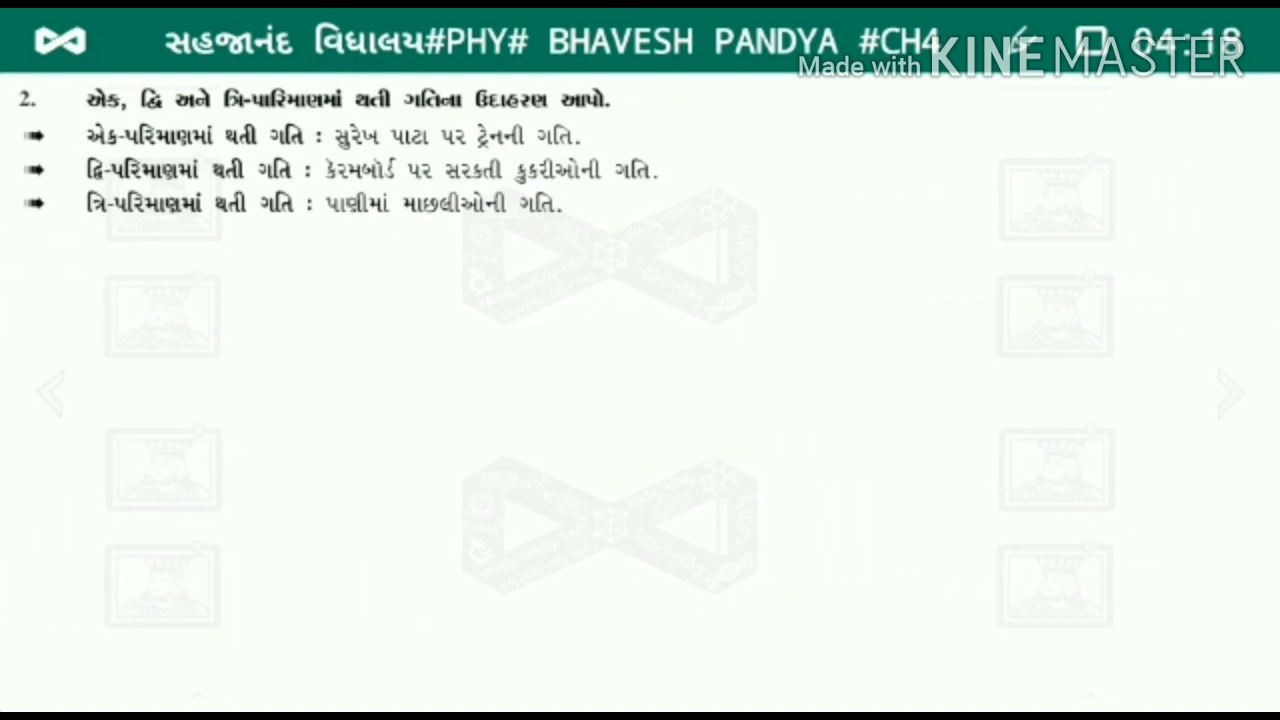 સહજાનંદ વિધાલય#PHY# BHAVESH PANDYA #CH4 04:18
Made with KINEMASTER
2. એક, દ્વિ અને ત્રિ-પારિમાણમાં થતી ગતિના ઉદાહરણ આપો.
➠ એક-પરિમાણમાં થતી ગતિ : સુરેખ પાટા પર ટ્રેનની ગતિ.
➠ દ્વિ-પરિમાણમાં થતી ગતિ : કૅરમબૉર્ડ પર સરકતી કુકરીઓની ગતિ.
➠ ત્રિ-પરિમાણમાં થતી ગતિ : પાણીમાં માછલીઓની ગતિ.